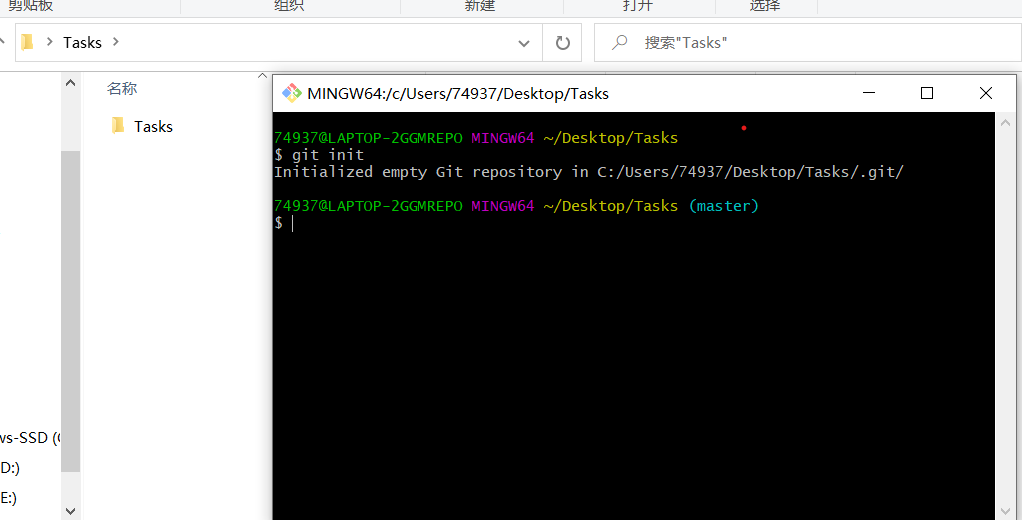 剪贴板
组织
新建
打开
选择
Tasks
搜索"Tasks"
名称
Tasks
MINGW64:/c/Users/74937/Desktop/Tasks
74937@LAPTOP-2GGMREPO MINGW64 ~/Desktop/Tasks
$ git init
Initialized empty Git repository in C:/Users/74937/Desktop/Tasks/.git/
74937@LAPTOP-2GGMREPO MINGW64 ~/Desktop/Tasks (master)
$
ws-SSD (
D:)
E:)